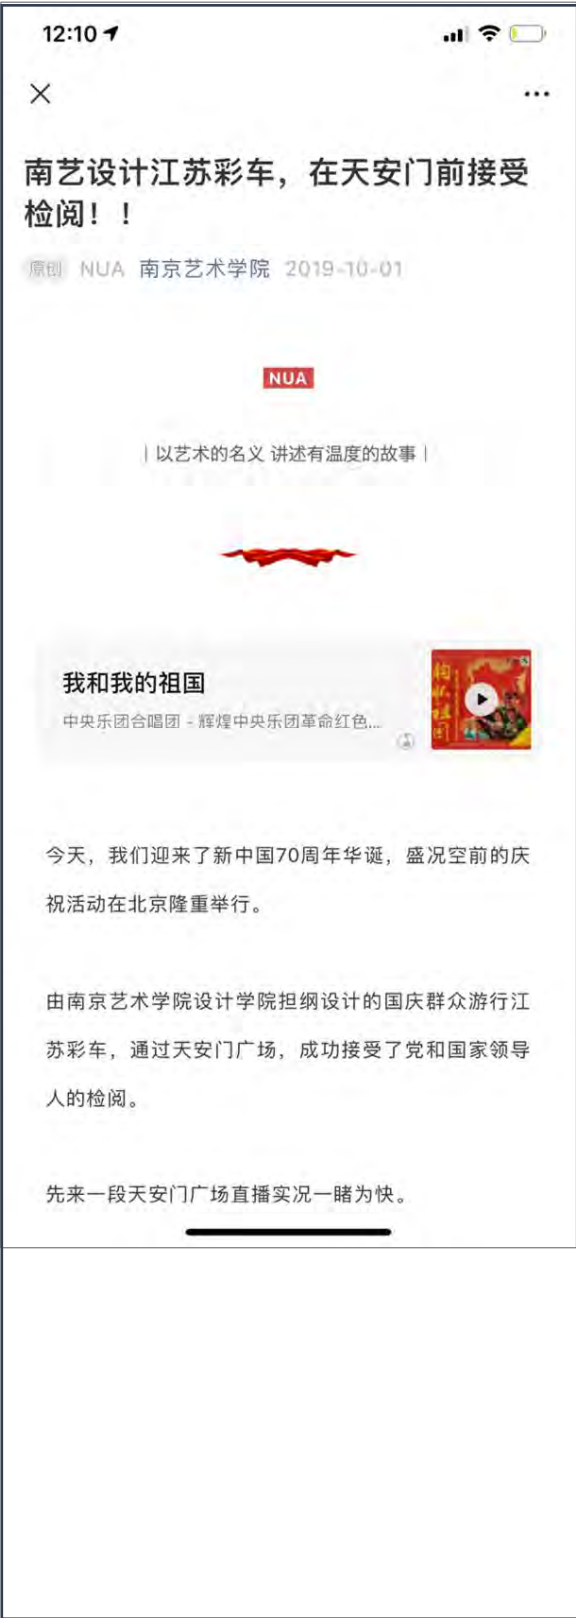 12:10
南艺设计江苏彩车，在天安门前接受
检阅！！
原创 NUA 南京艺术学院 2019-10-01
NUA
｜以艺术的名义 讲述有温度的故事｜
我和我的祖国
中央乐团合唱团 - 辉煌中央乐团革命红色...
今天，我们迎来了新中国70周年华诞，盛况空前的庆
祝活动在北京隆重举行。
由南京艺术学院设计学院担纲设计的国庆群众游行江
苏彩车，通过天安门广场，成功接受了党和国家领导
人的检阅。
先来一段天安门广场直播实况一睹为快。